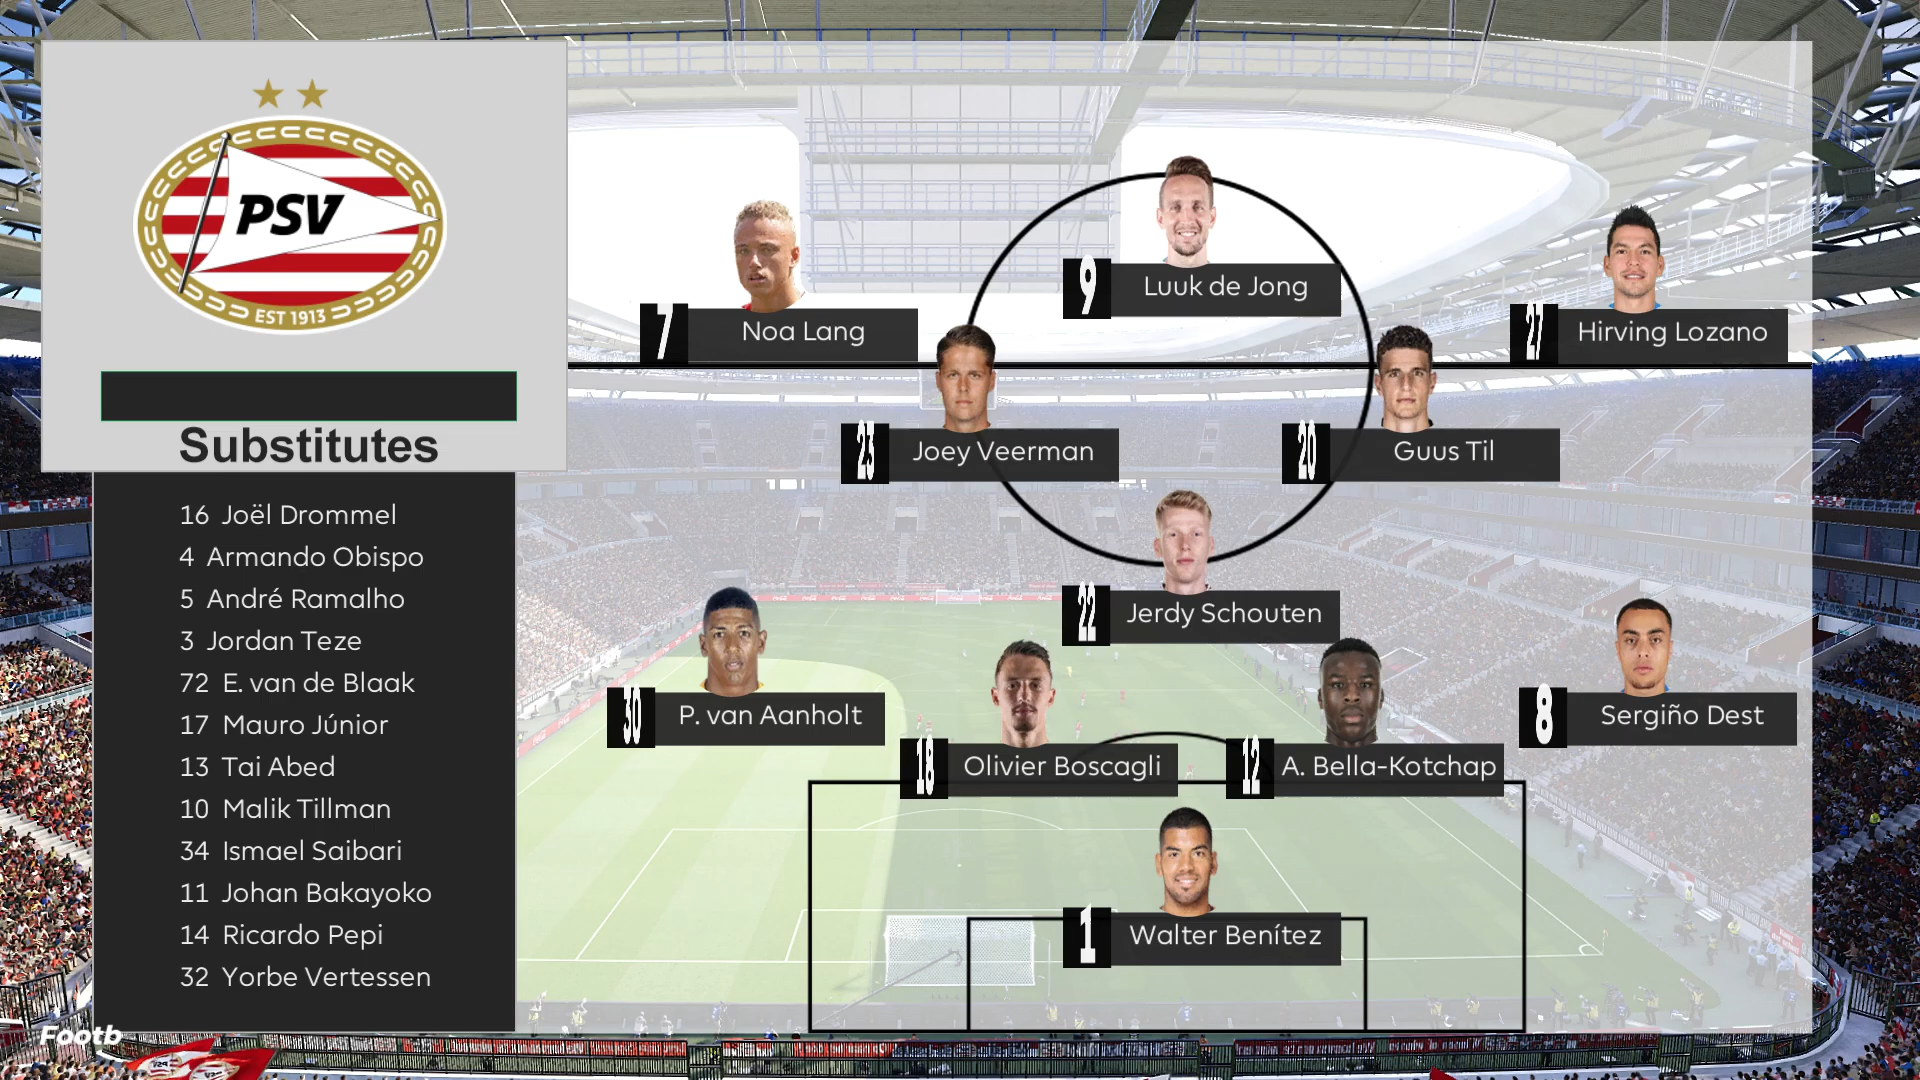 PSV
EST 1913
Substitutes
16 Joël Drommel
4 Armando Obispo
5 André Ramalho
3 Jordan Teze
72 E. van de Blaak
17 Mauro Júnior
13 Tai Abed
10 Malik Tillman
34 Ismael Saibari
11 Johan Bakayoko
14 Ricardo Pepi
32 Yorbe Vertessen
Footb
9 Luuk de Jong
7 Noa Lang
27 Hirving Lozano
23 Joey Veerman
20 Guus Til
22 Jerdy Schouten
30 P. van Aanholt
8 Sergiño Dest
18 Olivier Boscagli
12 A. Bella-Kotchap
1 Walter Benítez